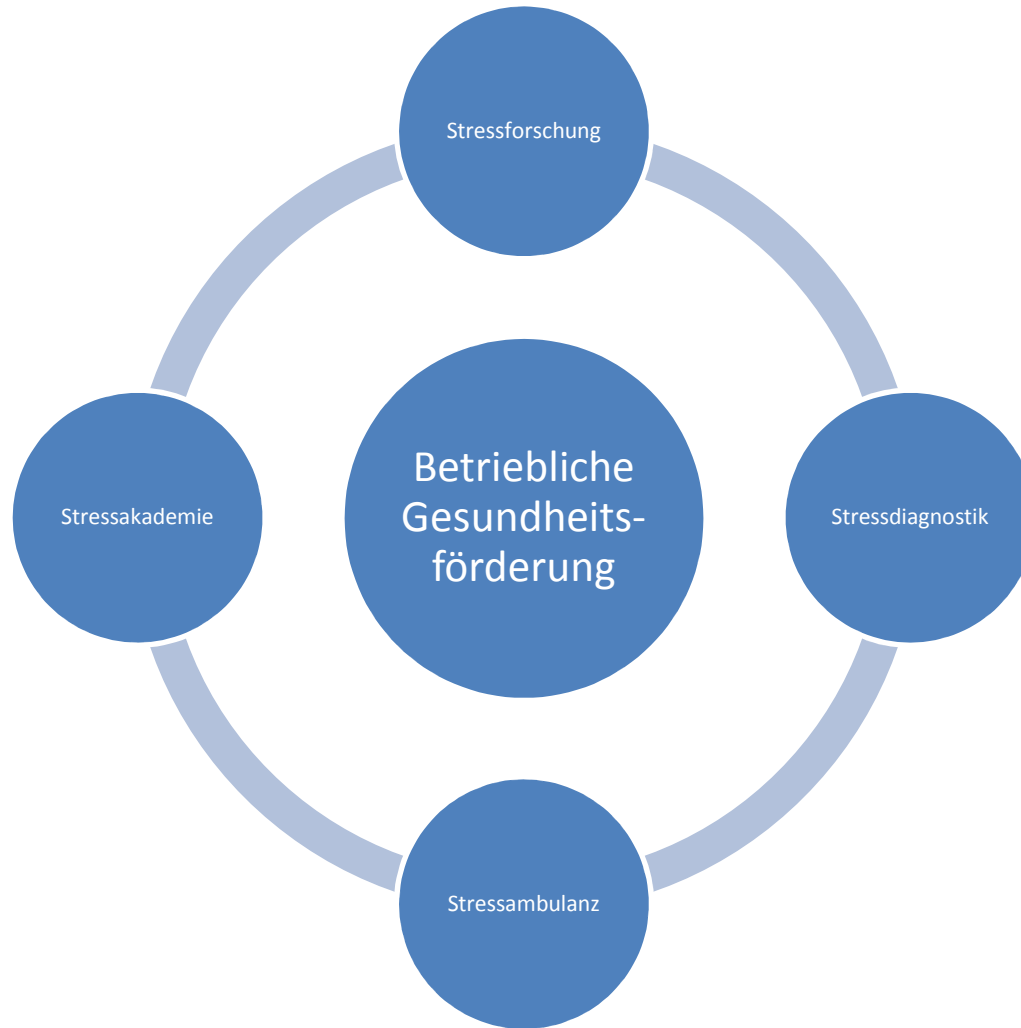 Stressforschung
Betriebliche
Gesundheits-
förderung
Stressakademie
Stressdiagnostik
Stressambulanz